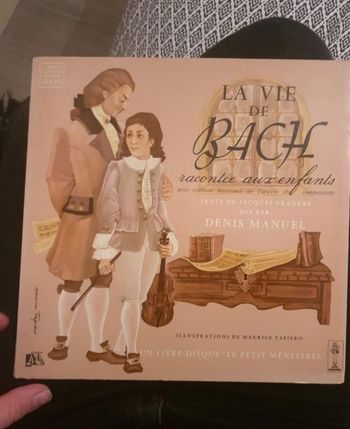 LA VIE
DE
BACH
racontée aux enfants
avec extraits musicaux de l'œuvre du compositeur
TEXTE DE JACQUES PRADÈRE
DIT PAR
DENIS MANUEL
ILLUSTRATIONS DE MAURICE TAPIERO
UN LIVRE-DISQUE "LE PETIT MÉNESTREL"